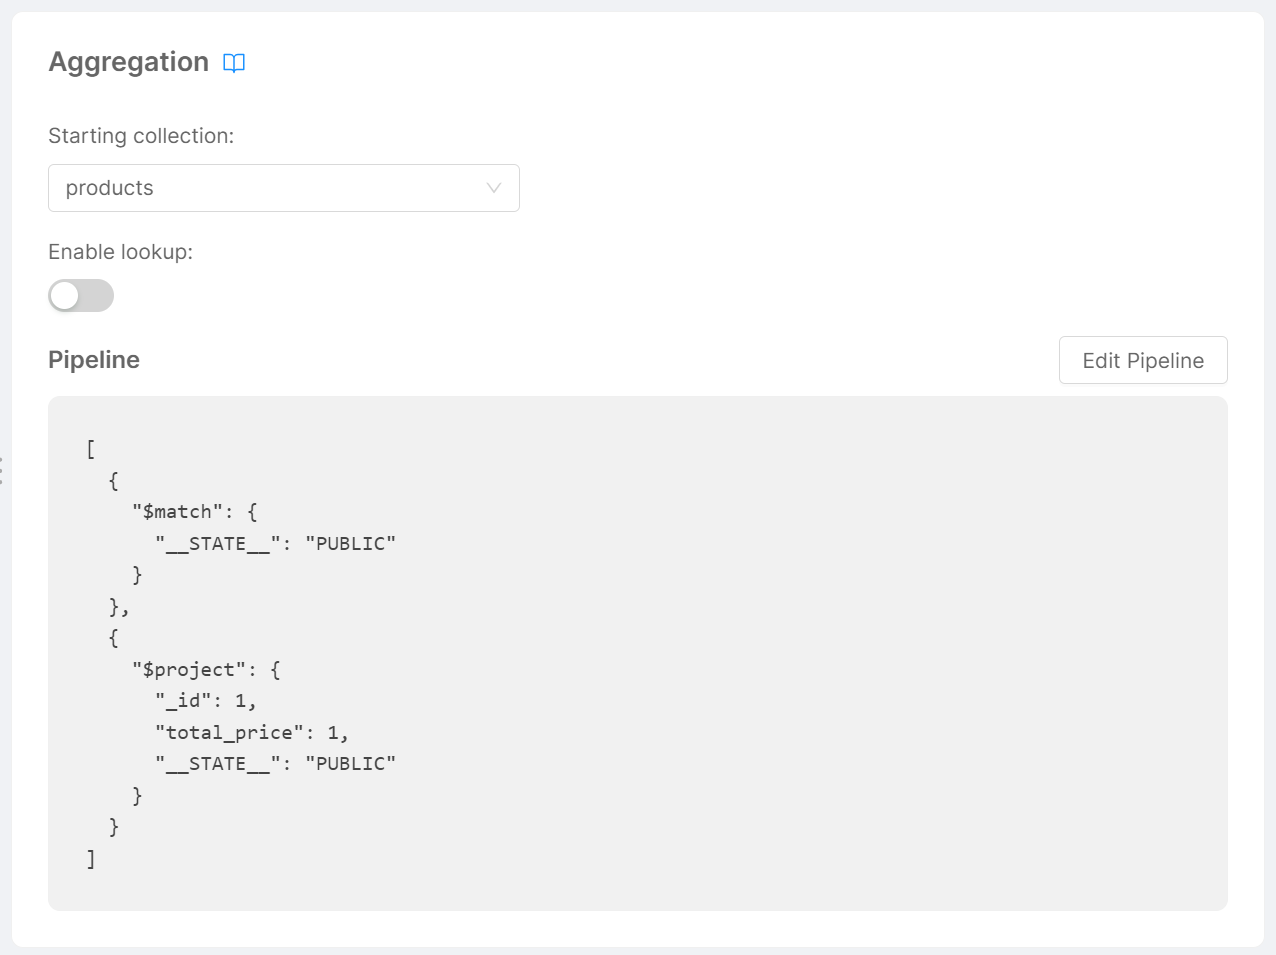 Aggregation
Starting collection:
products
Enable lookup:
Pipeline
Edit Pipeline
[
  {
    "$match": {
      "__STATE__": "PUBLIC"
    }
  },
  {
    "$project": {
      "_id": 1,
      "total_price": 1,
      "__STATE__": "PUBLIC"
    }
  }
]